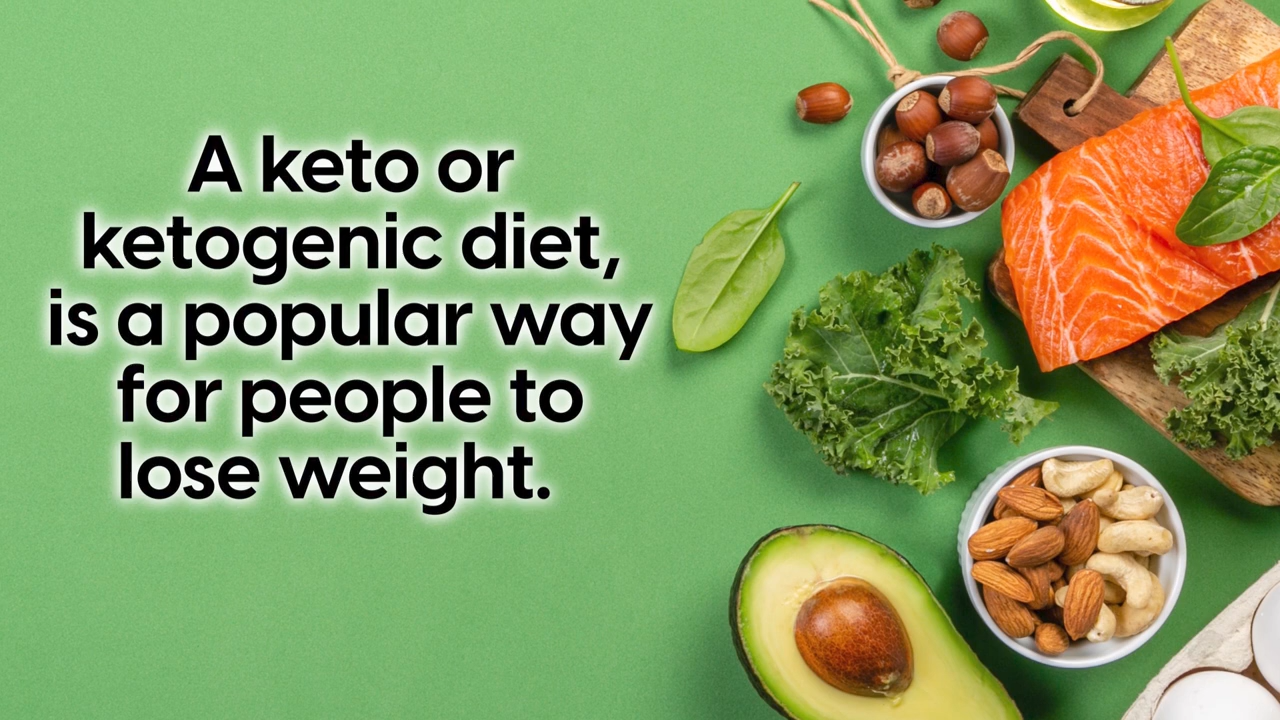 A keto or
ketogenic diet,
is a popular way
for people to
lose weight.